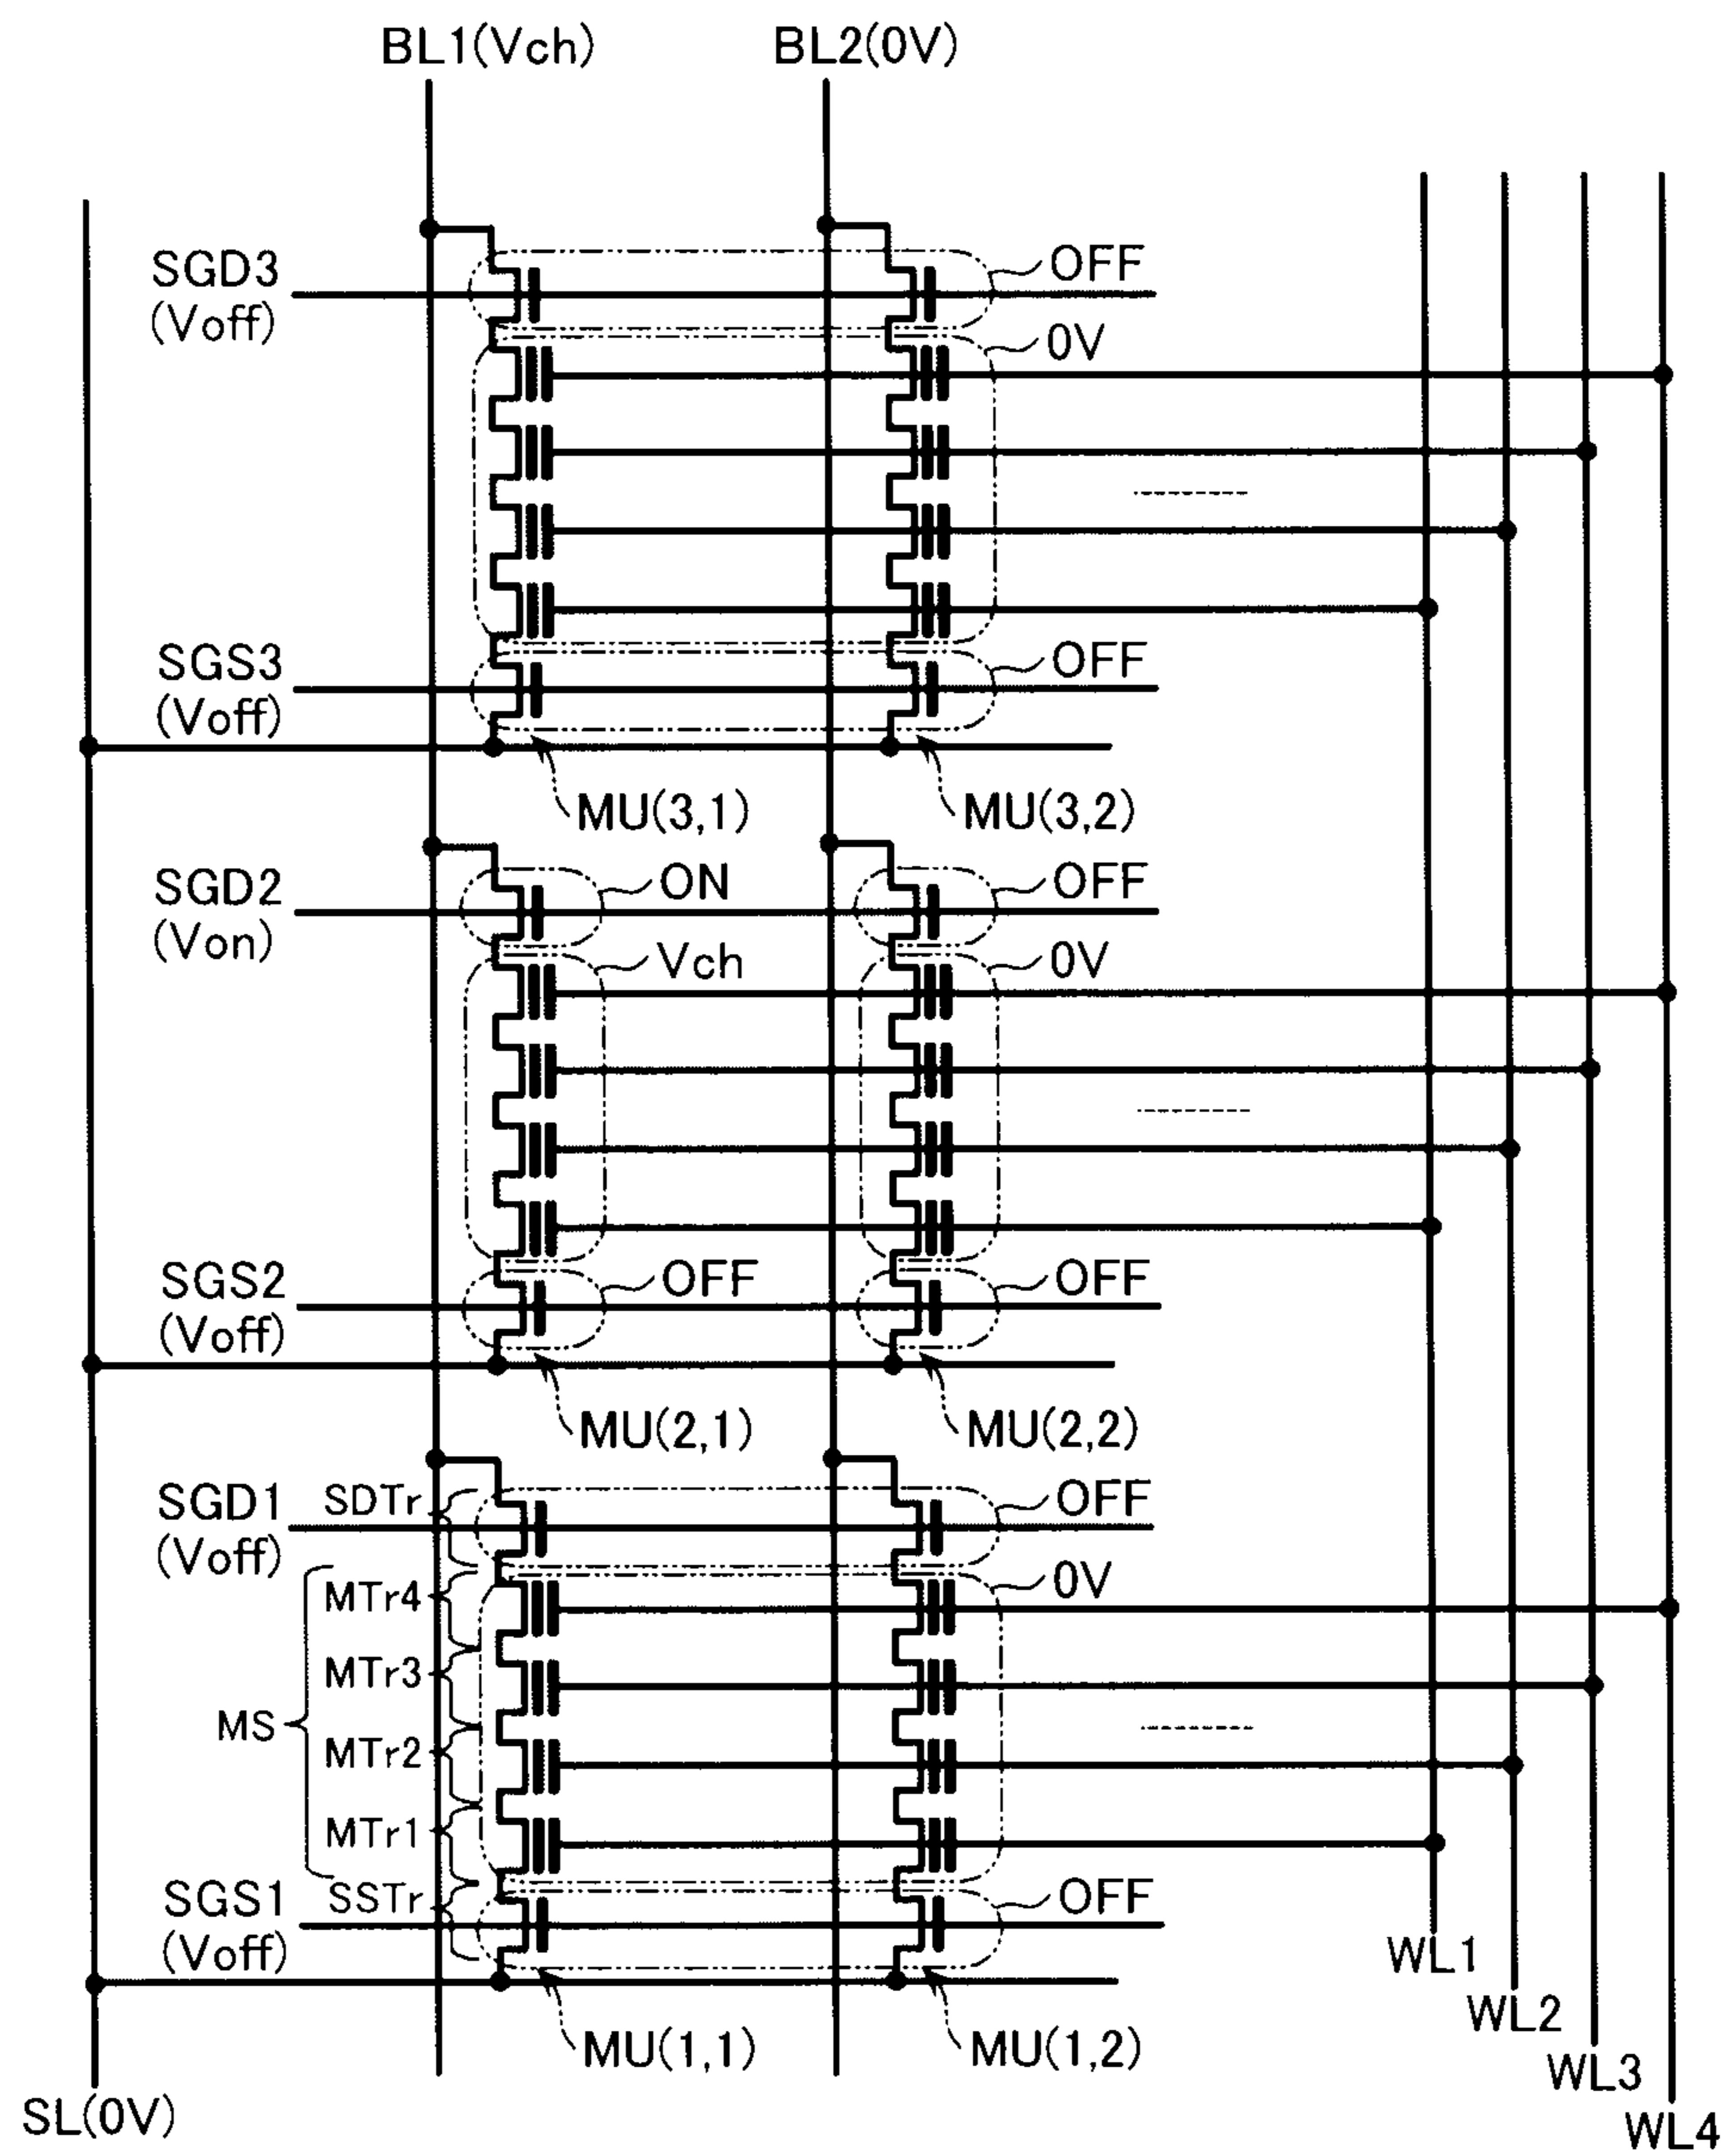 BL1(Vch) BL2(0V)
SGD3 OFF
(Voff) 0V
SGS3 OFF
(Voff)
MU(3,1) MU(3,2)
SGD2 ON OFF
(Von) Vch 0V
SGS2 OFF OFF
(Voff)
MU(2,1) MU(2,2)
SGD1 SDTr OFF
(Voff) 0V
MTr4
MTr3
MS
MTr2
MTr1
SGS1 SSTr OFF
(Voff)
WL1
WL2
MU(1,1) MU(1,2)
WL3
SL(0V) WL4